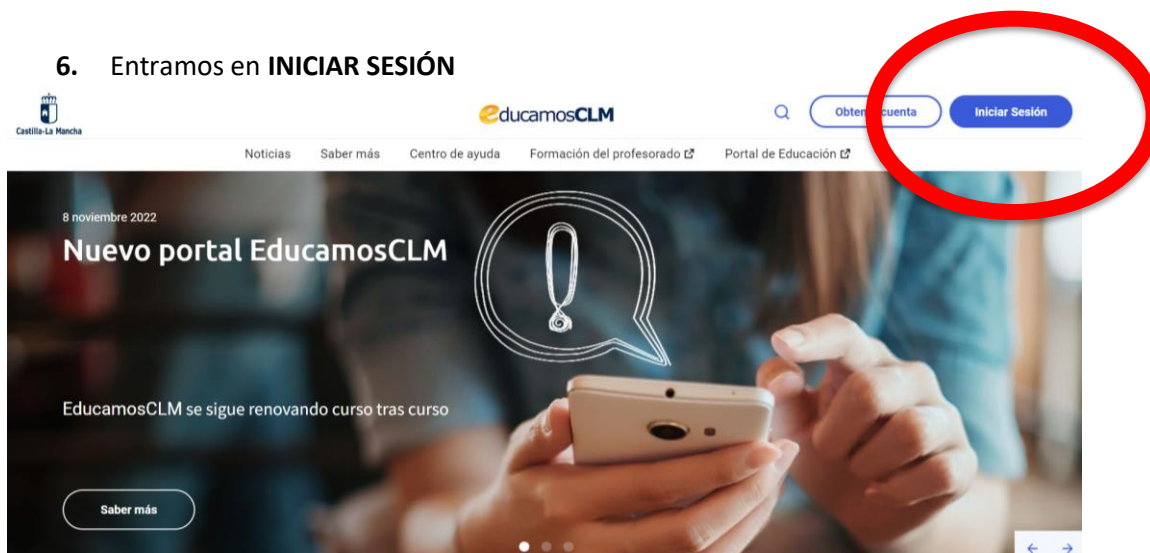 6. Entramos en INICIAR SESIÓN
Castilla-La Mancha
educamosCLM
Obten cuenta
Iniciar Sesión
Noticias Saber más Centro de ayuda Formación del profesorado Portal de Educación
8 noviembre 2022
Nuevo portal EducamosCLM
EducamosCLM se sigue renovando curso tras curso
Saber más